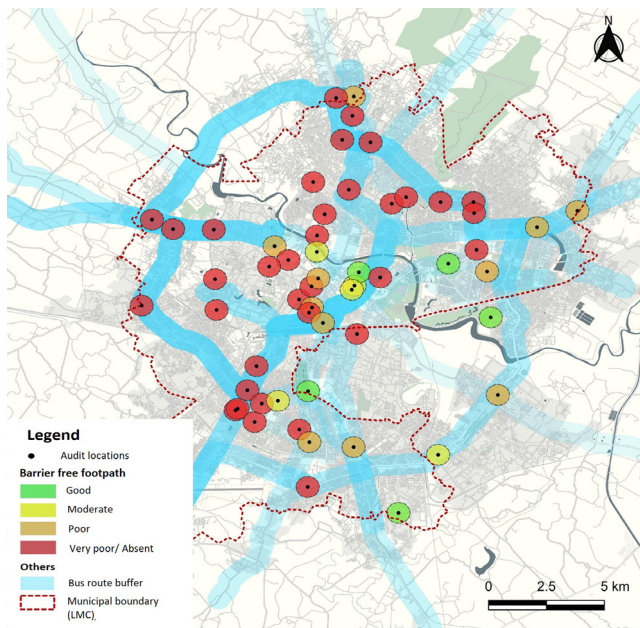 N
Legend
Audit locations
Barrier free footpath
Good
Moderate
Poor
Very poor/ Absent
Others
Bus route buffer
Municipal boundary
(LMC).
0 2.5 5 km